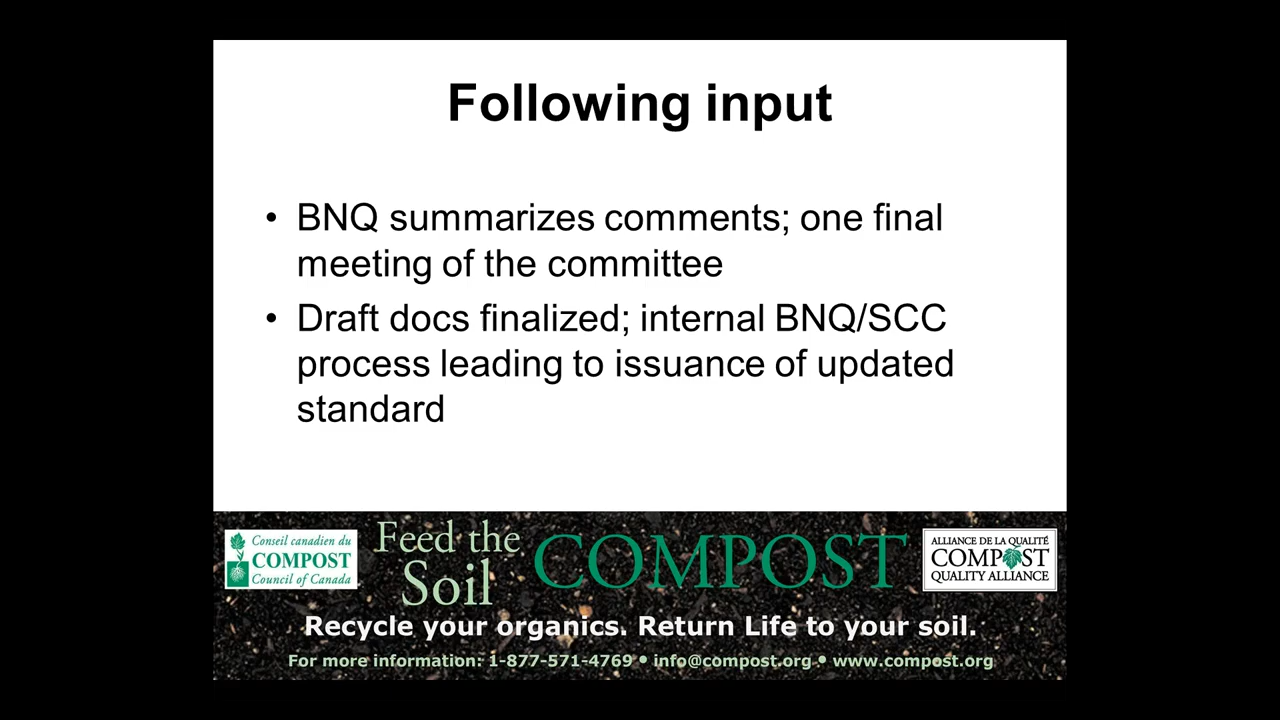 Following input
• BNQ summarizes comments; one final
meeting of the committee
• Draft docs finalized; internal BNQ/SCC
process leading to issuance of updated
standard
Conseil canadien du
COMPOST
Council of Canada
Feed the
Soil
COMPOST
ALLIANCE DE LA QUALITÉ
COMPOST
QUALITY ALLIANCE
Recycle your organics. Return Life to your soil.
For more information: 1-877-571-4769 • info@compost.org • www.compost.org